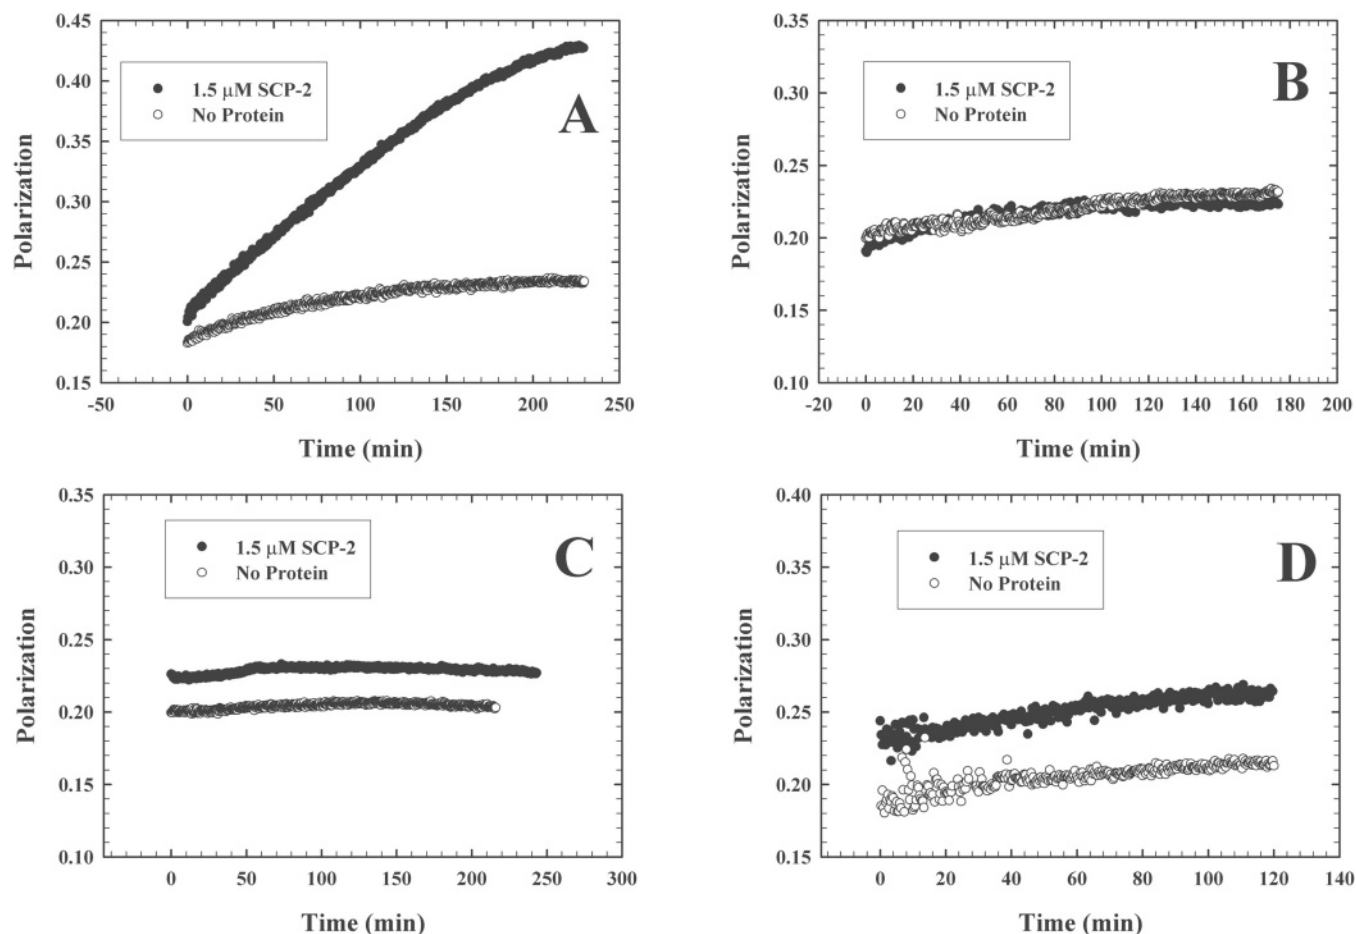 0.45
0.40
0.35
0.30
0.25
0.20
0.15
Polarization
1.5 μM SCP-2
No Protein
A
-50 0 50 100 150 200 250
Time (min)
0.35
0.30
0.25
0.20
0.15
0.10
Polarization
1.5 μM SCP-2
No Protein
B
-20 0 20 40 60 80 100 120 140 160 180 200
Time (min)
0.35
0.30
0.25
0.20
0.15
0.10
Polarization
1.5 μM SCP-2
No Protein
C
0 50 100 150 200 250 300
Time (min)
0.40
0.35
0.30
0.25
0.20
0.15
Polarization
1.5 μM SCP-2
No Protein
D
0 20 40 60 80 100 120 140
Time (min)